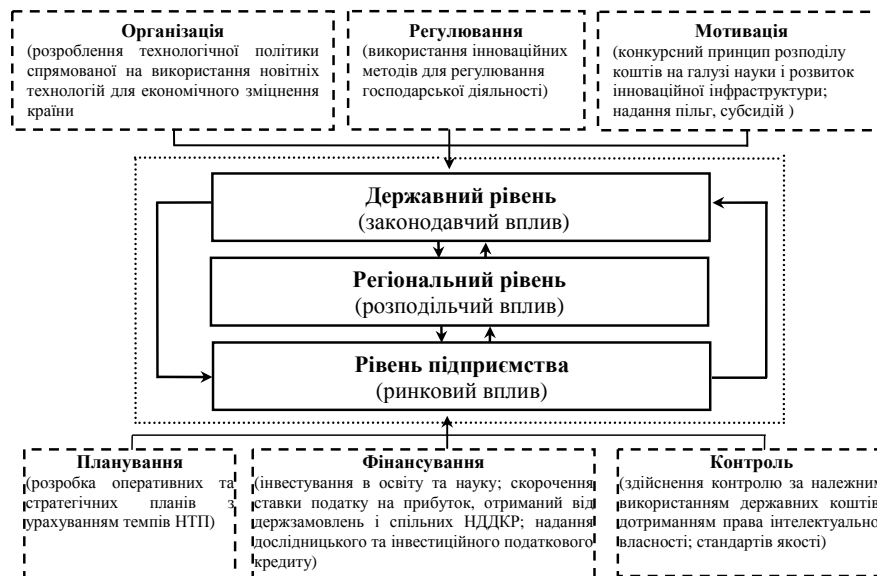 Організація
(розроблення технологічної політики
спрямованої на використання новітніх
технологій для економічного зміцнення
країни
Регулювання
(використання інноваційних
методів для регулювання
господарської діяльності)
Мотивація
(конкурсний принцип розподілу
коштів на галузі науки і розвиток
інноваційної інфраструктури;
надання пільг, субсидій )
Державний рівень
(законодавчий вплив)
Регіональний рівень
(розподільчий вплив)
Рівень підприємства
(ринковий вплив)
Планування
(розробка оперативних та
стратегічних планів з
урахуванням темпів НТП)
Фінансування
(інвестування в освіту та науку; скорочення
ставки податку на прибуток, отриманий від
держзамовлень і спільних НДДКР; надання
дослідницького та інвестиційного податкового
кредиту)
Контроль
(здійснення контролю за належним
використанням державних коштів
дотриманням права інтелектуально
власності; стандартів якості)